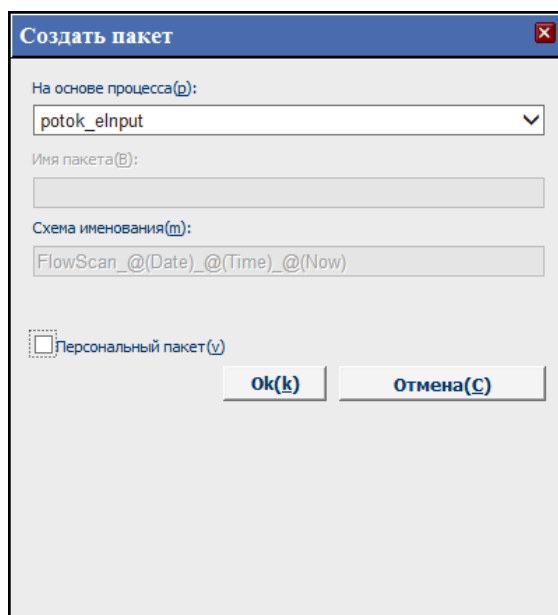 Создать пакет
На основе процесса(p):
potok_eInput
Имя пакета(B):
Схема именования(m):
FlowScan_@(Date)_@(Time)_@(Now)
Персональный пакет(v)
Ok(k)
Отмена(C)